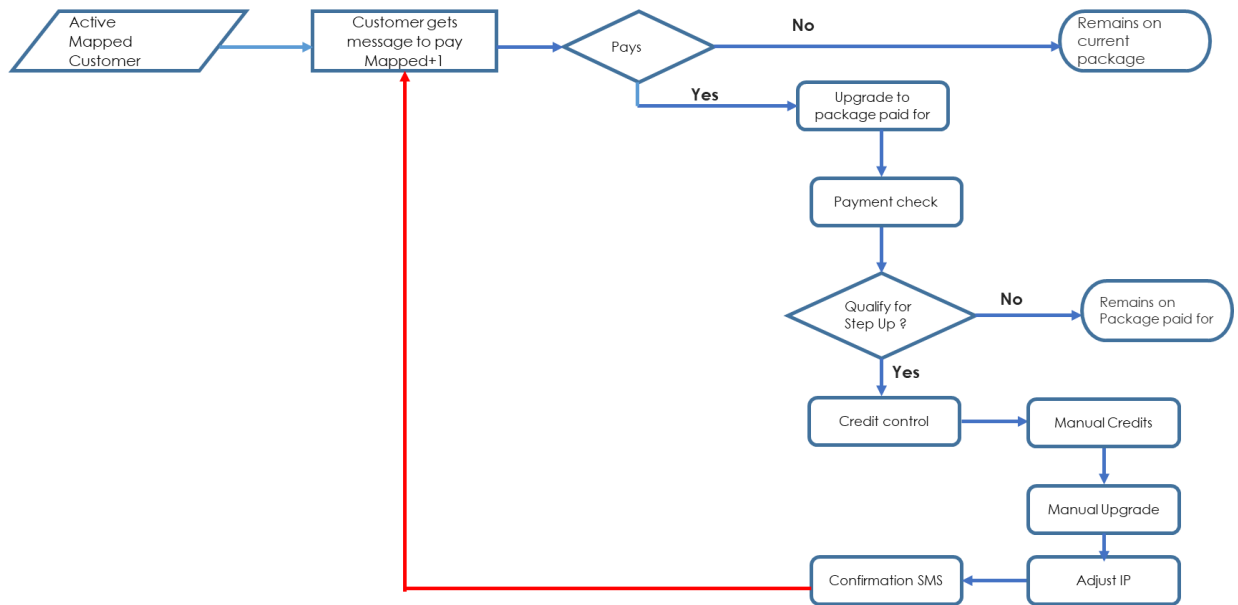 Active
Mapped
Customer
Customer gets
message to pay
Mapped+1
Pays
No
Remains on
current
package
Yes
Upgrade to
package paid for
Payment check
Qualify for
Step Up ?
No
Remains on
Package paid for
Yes
Credit control
Manual Credits
Manual Upgrade
Adjust IP
Confirmation SMS